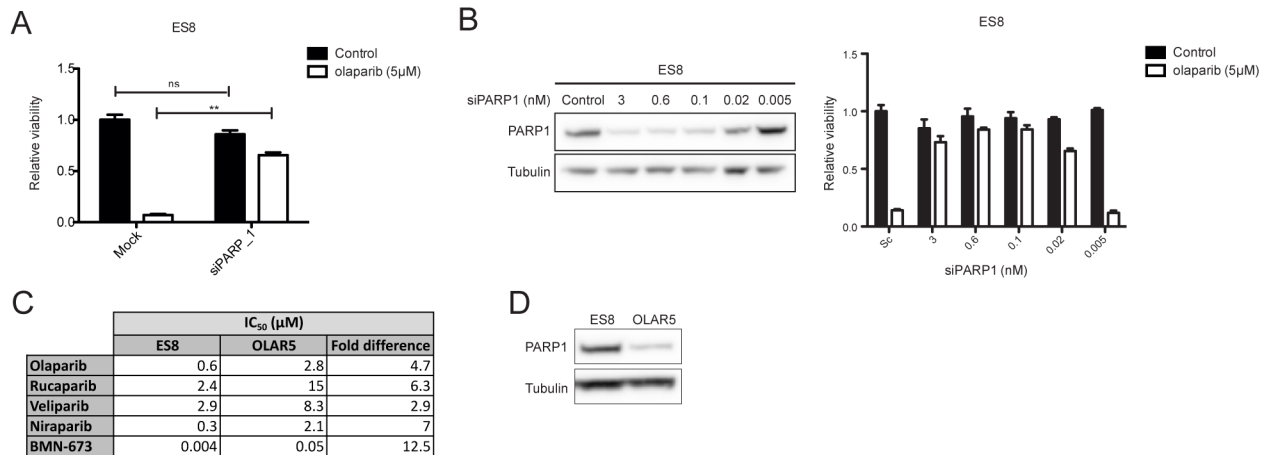 A
ES8
Control
olaparib (5µM)
Relative viability
1.5
1.0
0.5
0.0
ns
**
Mock
siPARP_1
B
ES8
siPARP1 (nM) Control 3 0.6 0.1 0.02 0.005
PARP1
Tubulin
ES8
Control
olaparib (5µM)
Relative viability
1.5
1.0
0.5
0.0
Sc 3 0.6 0.1 0.02 0.005
siPARP1 (nM)
C
IC50 (µM)
ES8 OLAR5 Fold difference
Olaparib 0.6 2.8 4.7
Rucaparib 2.4 15 6.3
Veliparib 2.9 8.3 2.9
Niraparib 0.3 2.1 7
BMN-673 0.004 0.05 12.5
D
ES8 OLAR5
PARP1
Tubulin